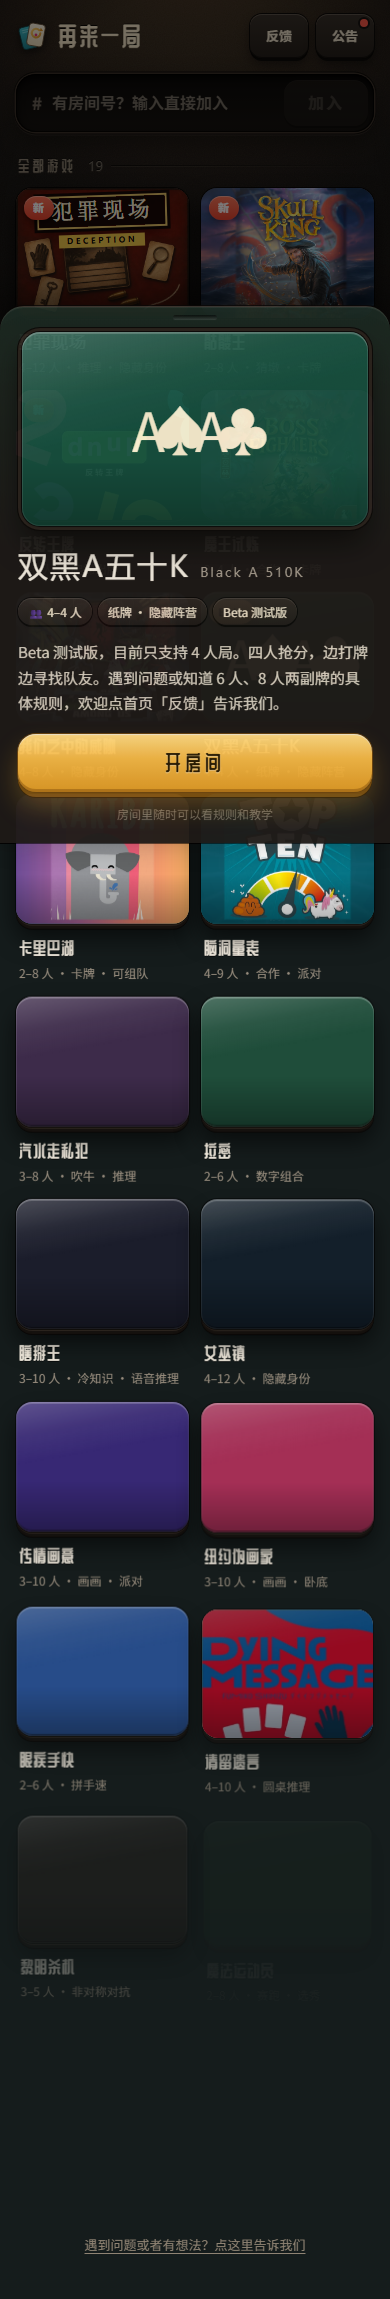 再来一局
反馈
公告
# 有房间号？输入直接加入
加入
全部游戏 19
新
犯罪现场
DECEPTION
新
SKULL KING
A♠A♣
双黑A五十K Black A 510K
4–4 人
纸牌 · 隐藏阵营
Beta 测试版
Beta 测试版，目前只支持 4 人局。四人抢分，边打牌
边寻找队友。遇到问题或知道 6 人、8 人两副牌的具
体规则，欢迎点首页「反馈」告诉我们。
开房间
房间里随时可以看规则和教学
TOP
TEN
卡里巴湖
2–8 人 · 卡牌 · 可组队
脑洞量表
4–9 人 · 合作 · 派对
汽水走私犯
3–8 人 · 吹牛 · 推理
拉密
2–6 人 · 数字组合
脑掰王
3–10 人 · 冷知识 · 语音推理
女巫镇
4–12 人 · 隐藏身份
传情画意
3–10 人 · 画画 · 派对
纽约伪画家
3–10 人 · 画画 · 卧底
眼疾手快
2–6 人 · 拼手速
DYING
MESSAGE
请留遗言
4–10 人 · 圆桌推理
黎明杀机
3–5 人 · 非对称对抗
遇到问题或者有想法？点这里告诉我们